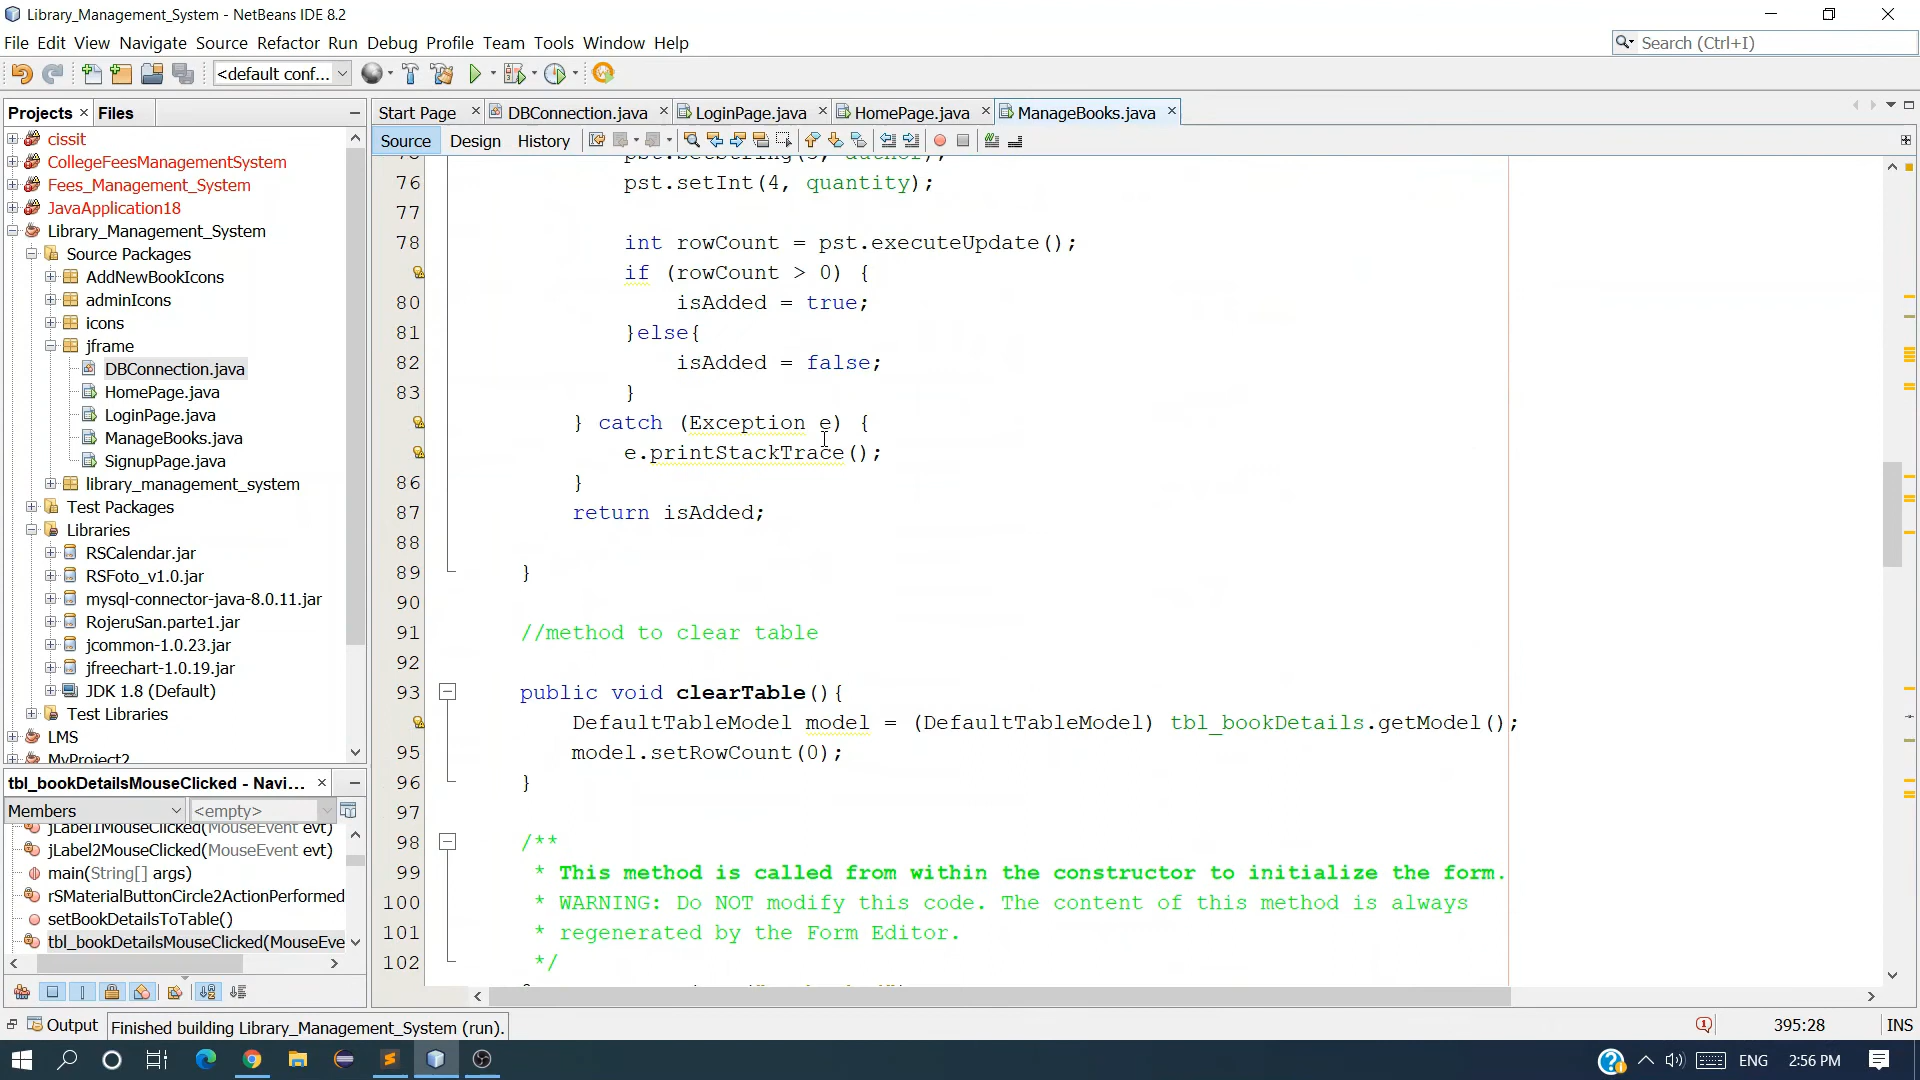 Library_Management_System - NetBeans IDE 8.2
File Edit View Navigate Source Refactor Run Debug Profile Team Tools Window Help
Search (Ctrl+I)
<default conf...
Projects Files
Start Page DBConnection.java LoginPage.java HomePage.java ManageBooks.java
Source Design History
cissit
CollegeFeesManagementSystem
Fees_Management_System
JavaApplication18
Library_Management_System
Source Packages
AddNewBookIcons
adminIcons
icons
jframe
DBConnection.java
HomePage.java
LoginPage.java
ManageBooks.java
SignupPage.java
library_management_system
Test Packages
Libraries
RSCalendar.jar
RSFoto_v1.0.jar
mysql-connector-java-8.0.11.jar
RojeruSan.parte1.jar
jcommon-1.0.23.jar
jfreechart-1.0.19.jar
JDK 1.8 (Default)
Test Libraries
LMS
MyProject2
tbl_bookDetailsMouseClicked - Navi...
Members <empty>
jLabel1MouseClicked(MouseEvent evt)
jLabel2MouseClicked(MouseEvent evt)
main(String[] args)
rSMaterialButtonCircle2ActionPerformed
setBookDetailsToTable()
tbl_bookDetailsMouseClicked(MouseEve
76 pst.setInt(4, quantity);
77
78 int rowCount = pst.executeUpdate();
if (rowCount > 0) {
80 isAdded = true;
81 }else{
82 isAdded = false;
83 }
} catch (Exception e) {
e.printStackTrace();
86 }
87 return isAdded;
88
89 }
90
91 //method to clear table
92
93 public void clearTable(){
DefaultTableModel model = (DefaultTableModel) tbl_bookDetails.getModel();
95 model.setRowCount(0);
96 }
97
98 /**
99 * This method is called from within the constructor to initialize the form.
100 * WARNING: Do NOT modify this code. The content of this method is always
101 * regenerated by the Form Editor.
102 */
Output Finished building Library_Management_System (run).
395:28 INS
ENG 2:56 PM